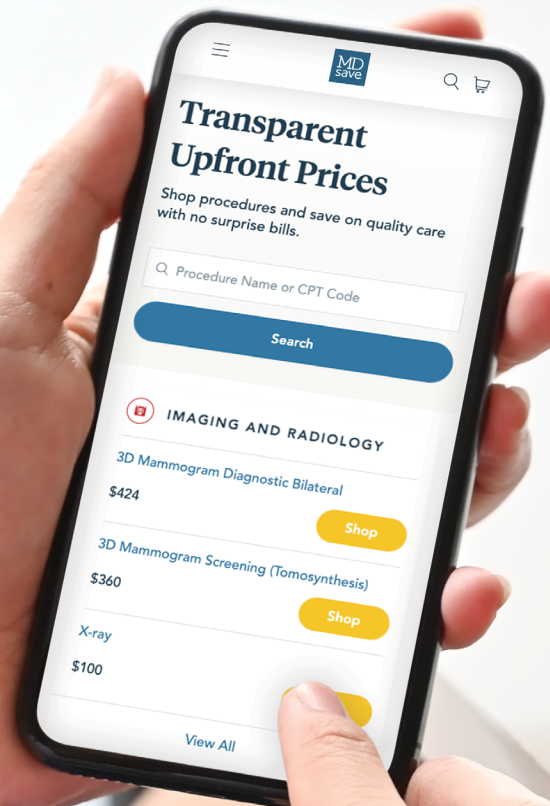 MD
save
Transparent
Upfront Prices
Shop procedures and save on quality care
with no surprise bills.
Procedure Name or CPT Code
Search
IMAGING AND RADIOLOGY
3D Mammogram Diagnostic Bilateral
$424
Shop
3D Mammogram Screening (Tomosynthesis)
$360
Shop
X-ray
$100
View All